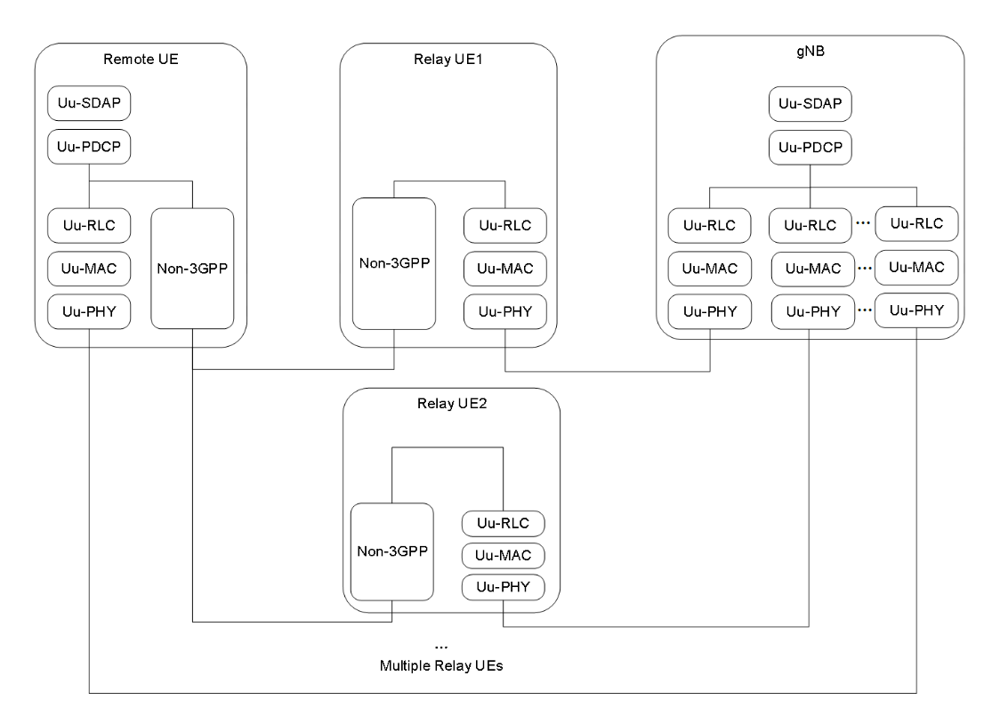 Remote UE
Uu-SDAP
Uu-PDCP
Uu-RLC
Uu-MAC
Uu-PHY
Non-3GPP
Relay UE1
Non-3GPP
Uu-RLC
Uu-MAC
Uu-PHY
gNB
Uu-SDAP
Uu-PDCP
Uu-RLC
Uu-MAC
Uu-PHY
Uu-RLC ... Uu-RLC
Uu-MAC ... Uu-MAC
Uu-PHY ... Uu-PHY
Relay UE2
Non-3GPP
Uu-RLC
Uu-MAC
Uu-PHY
...
Multiple Relay UEs